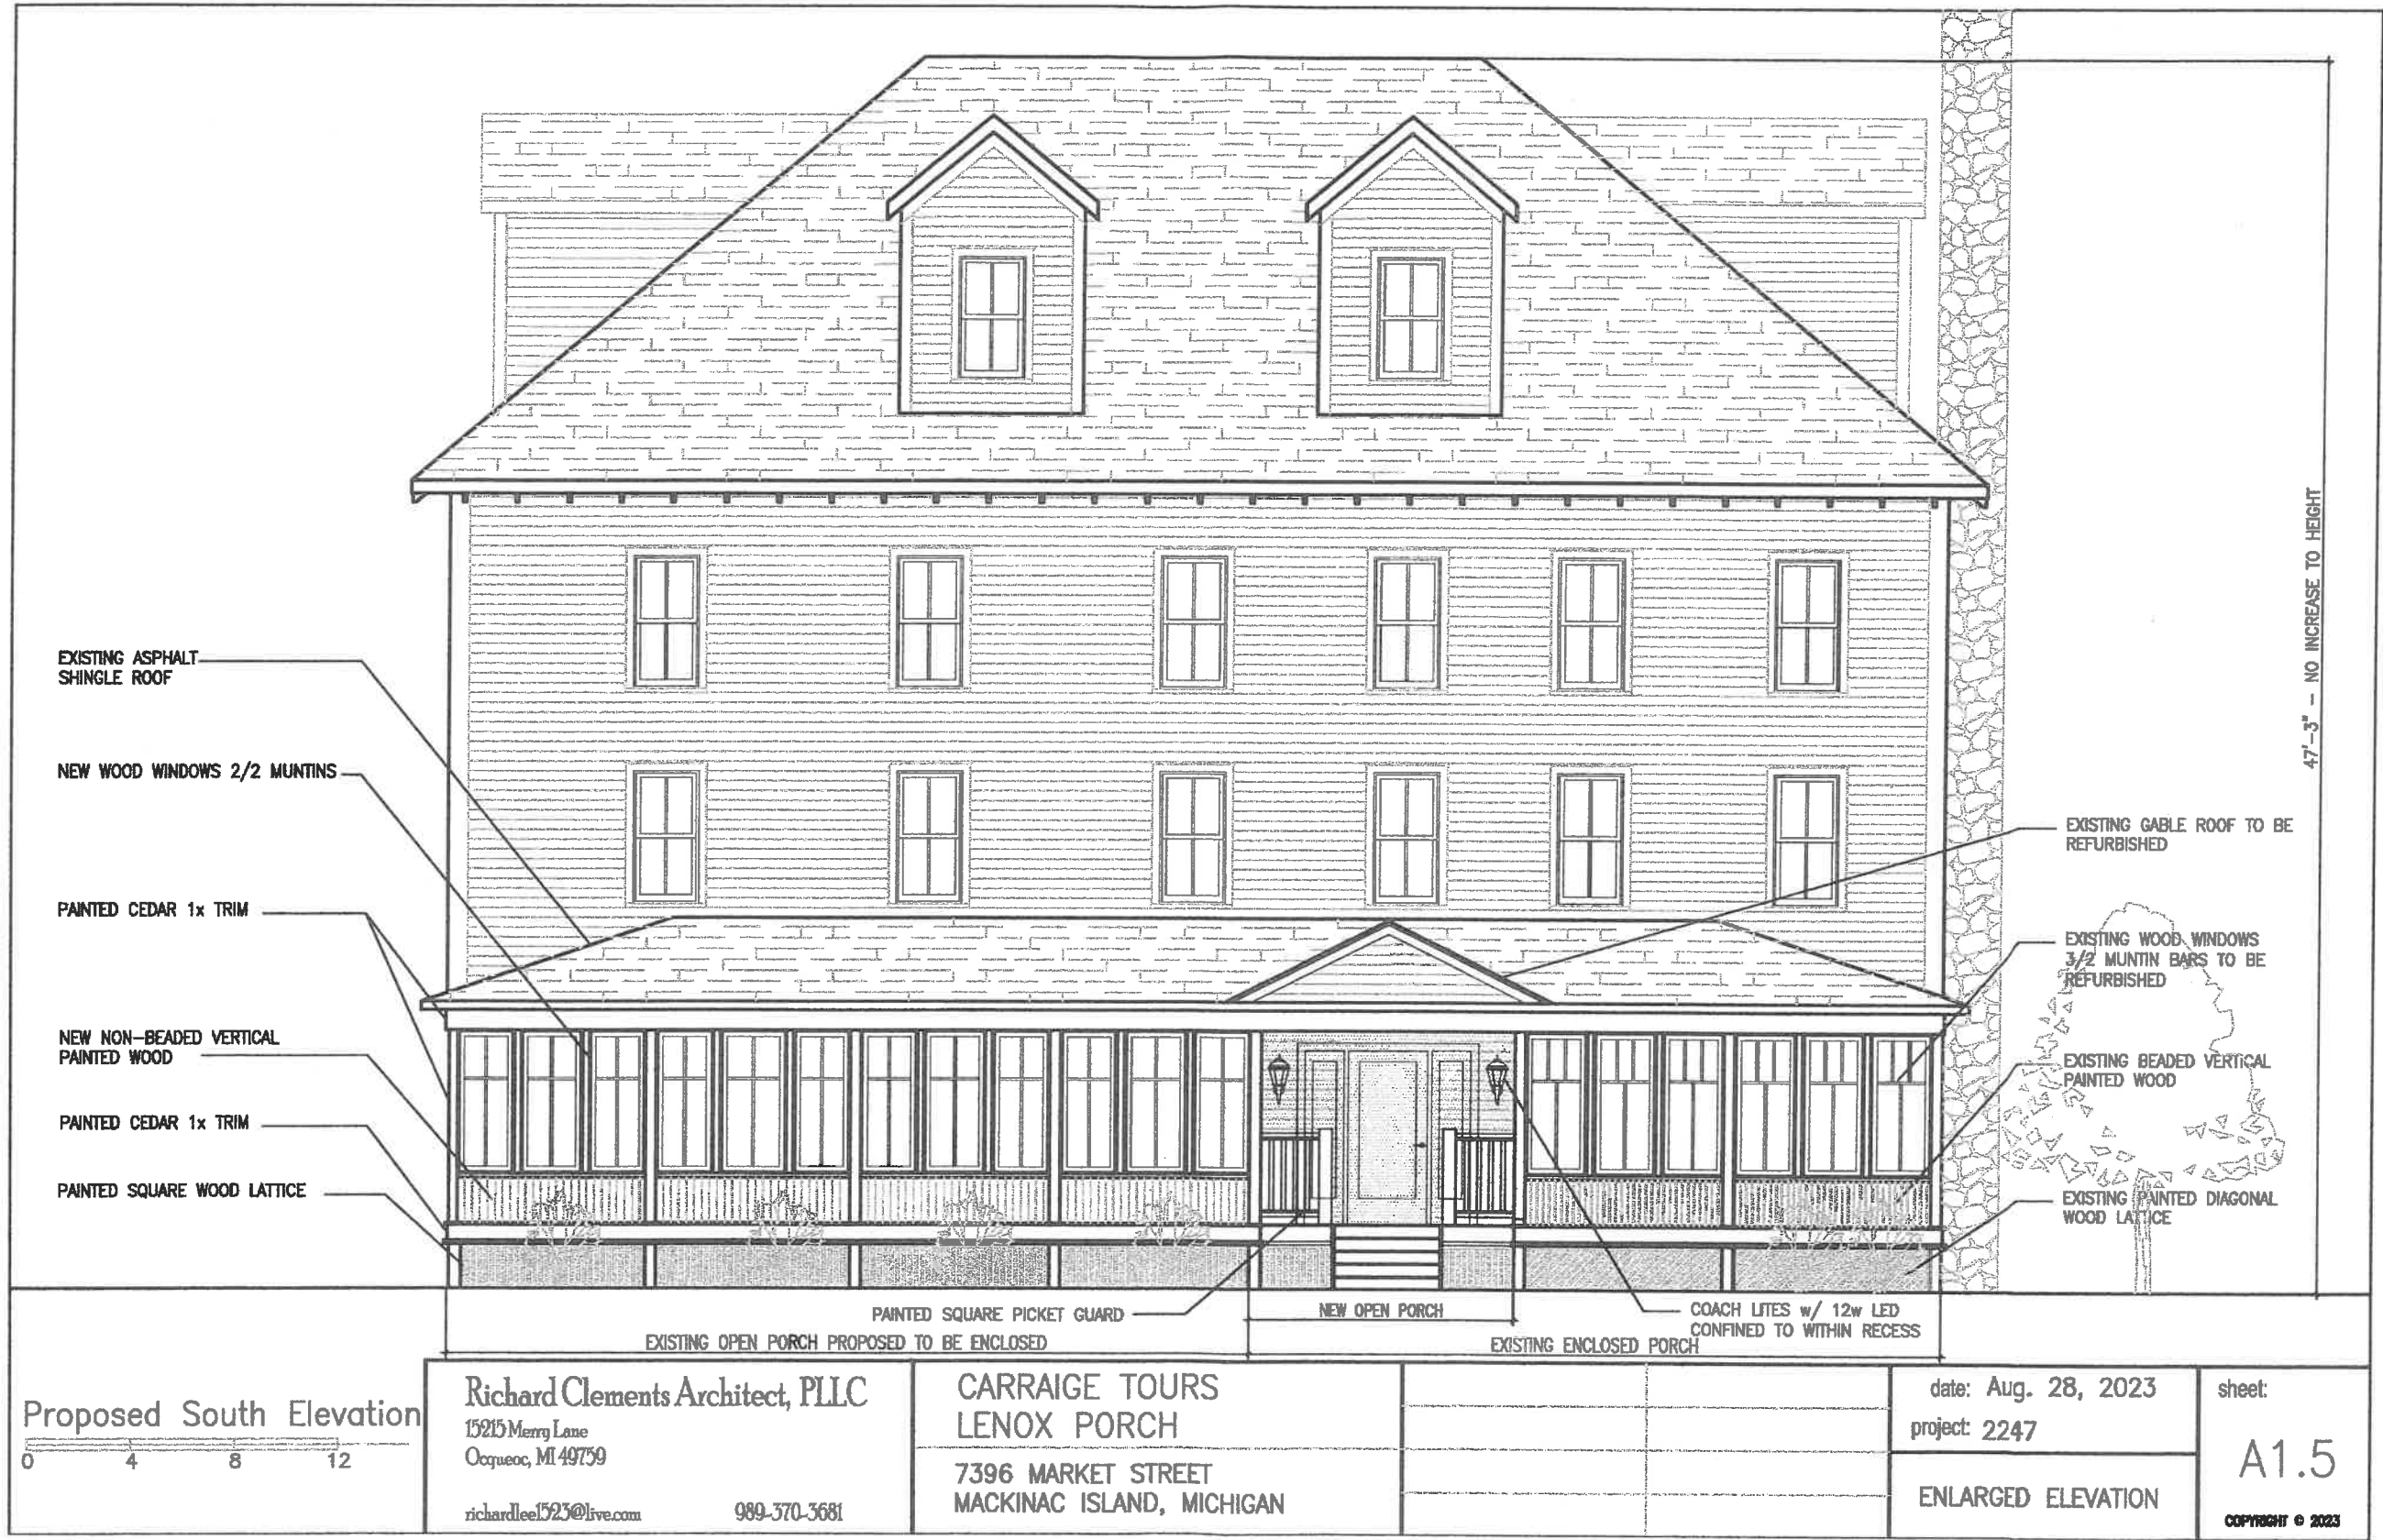 EXISTING ASPHALT
SHINGLE ROOF
NEW WOOD WINDOWS 2/2 MUNTINS
PAINTED CEDAR 1x TRIM
NEW NON-BEADED VERTICAL
PAINTED WOOD
PAINTED CEDAR 1x TRIM
PAINTED SQUARE WOOD LATTICE
47'-3" - NO INCREASE TO HEIGHT
EXISTING GABLE ROOF TO BE
REFURBISHED
EXISTING WOOD WINDOWS
3/2 MUNTIN BARS TO BE
REFURBISHED
EXISTING BEADED VERTICAL
PAINTED WOOD
EXISTING PAINTED DIAGONAL
WOOD LATTICE
PAINTED SQUARE PICKET GUARD
NEW OPEN PORCH
COACH LITES w/ 12w LED
CONFINED TO WITHIN RECESS
EXISTING OPEN PORCH PROPOSED TO BE ENCLOSED
EXISTING ENCLOSED PORCH
Proposed South Elevation
0 4 8 12
Richard Clements Architect, PLLC
15215 Merry Lane
Ocqueoc, MI 49759
richardlee1523@live.com 989-370-3681
CARRAIGE TOURS
LENOX PORCH
7396 MARKET STREET
MACKINAC ISLAND, MICHIGAN
date: Aug. 28, 2023
project: 2247
ENLARGED ELEVATION
sheet:
A1.5
COPYRIGHT © 2023